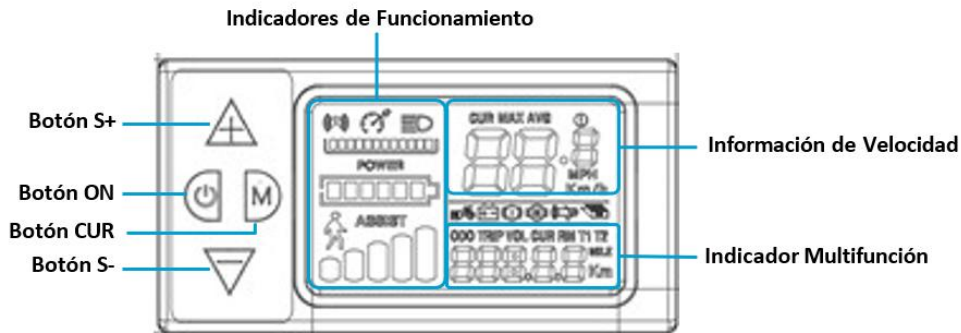 Indicadores de Funcionamiento
Botón S+
Botón ON
Botón CUR
Botón S-
M
POWER
ASSIST
CUR MAX AVG
MPH
Km/h
ODO TRIP VOL CUR RM T1 T2
MILE
Km
Información de Velocidad
Indicador Multifunción